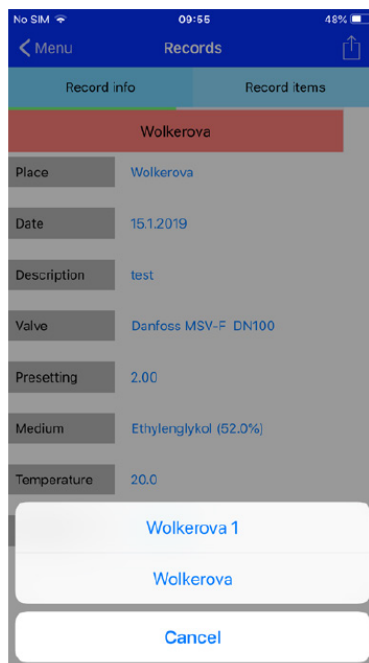 No SIM 09:55 48%
Menu Records
Record info Record items
Wolkerova
Place Wolkerova
Date 15.1.2019
Description test
Valve Danfoss MSV-F DN100
Presetting 2.00
Medium Ethylenglykol (52.0%)
Temperature 20.0
Wolkerova 1
Wolkerova
Cancel